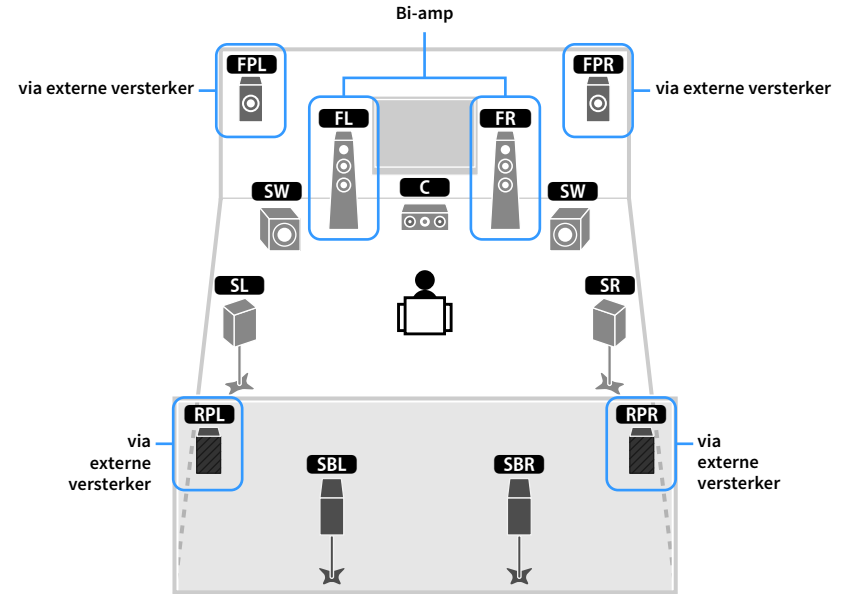 Bi-amp
FPL
FPR
via externe versterker
via externe versterker
FL
FR
SW
C
SW
SL
SR
RPL
RPR
via
externe
versterker
via
externe
versterker
SBL
SBR